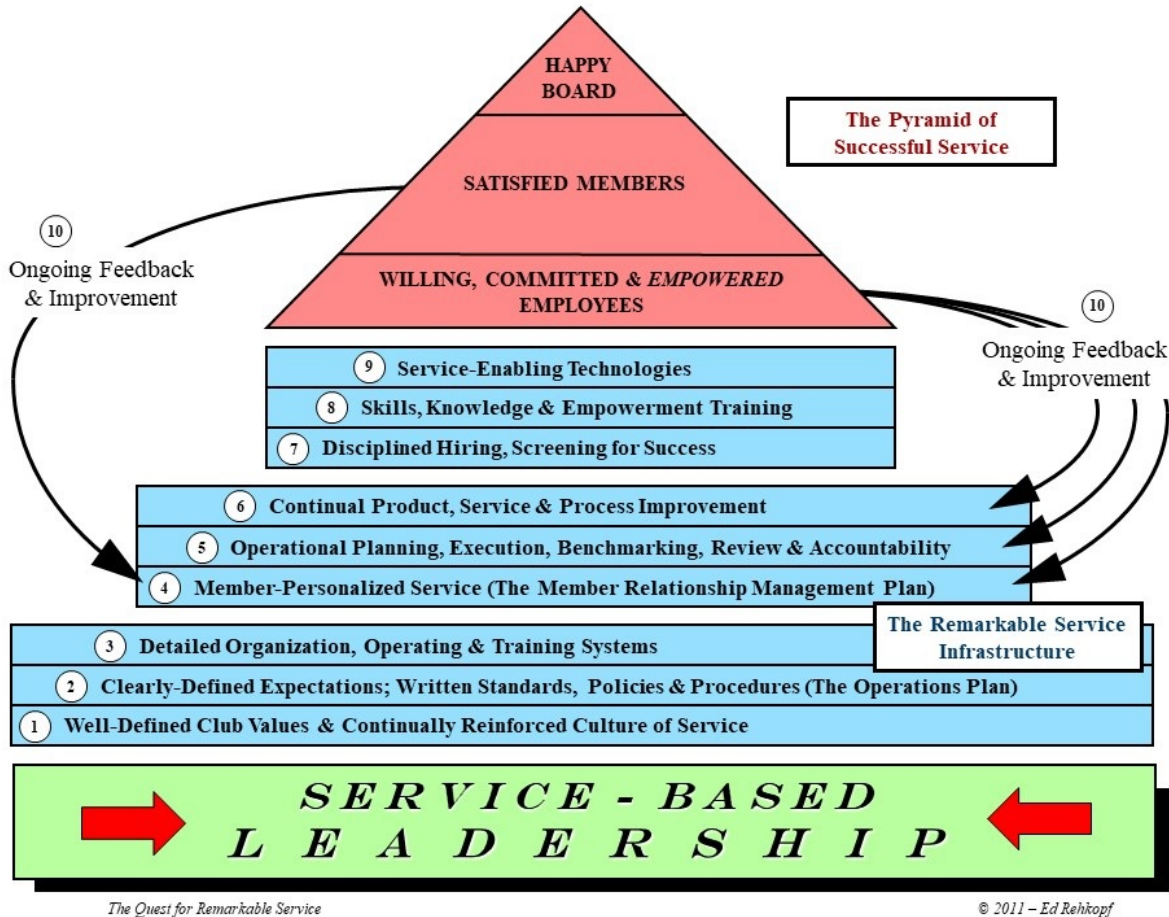 HAPPY
BOARD
The Pyramid of
Successful Service
SATISFIED MEMBERS
10
Ongoing Feedback
& Improvement
WILLING, COMMITTED & EMPOWERED
EMPLOYEES
10
Ongoing Feedback
& Improvement
9 Service-Enabling Technologies
8 Skills, Knowledge & Empowerment Training
7 Disciplined Hiring, Screening for Success
6 Continual Product, Service & Process Improvement
5 Operational Planning, Execution, Benchmarking, Review & Accountability
4 Member-Personalized Service (The Member Relationship Management Plan)
The Remarkable Service
Infrastructure
3 Detailed Organization, Operating & Training Systems
2 Clearly-Defined Expectations; Written Standards, Policies & Procedures (The Operations Plan)
1 Well-Defined Club Values & Continually Reinforced Culture of Service
SERVICE - BASED
LEADERSHIP
The Quest for Remarkable Service
© 2011 – Ed Rehkopf